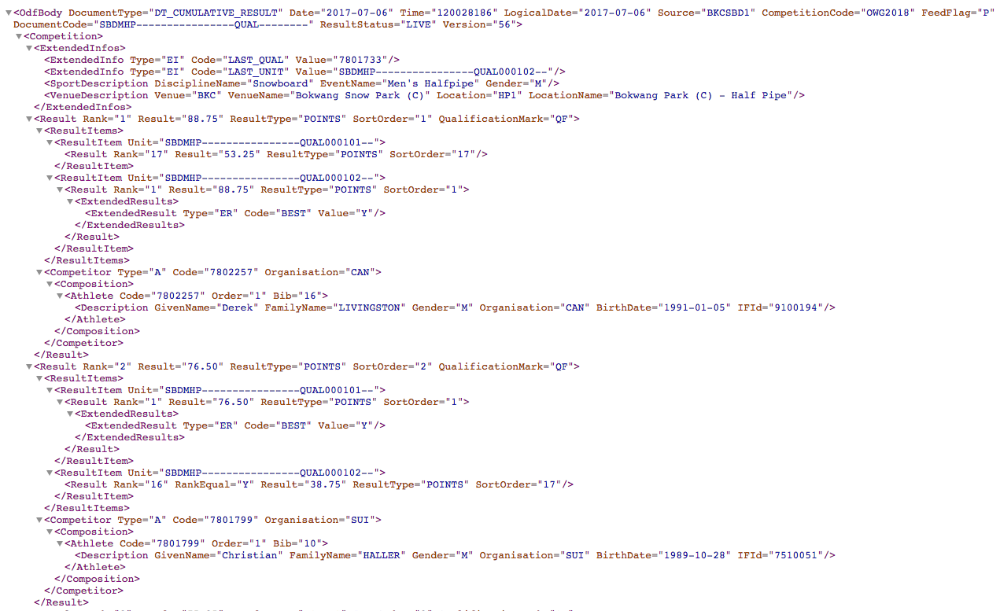 <OdfBody DocumentType="DT_CUMULATIVE_RESULT" Date="2017-07-06" Time="120028186" LogicalDate="2017-07-06" Source="BKCSBD1" CompetitionCode="OWG2018" FeedFlag="P"
DocumentCode="SBDMHP----------------QUAL--------" ResultStatus="LIVE" Version="56">
<Competition>
<ExtendedInfos>
<ExtendedInfo Type="EI" Code="LAST_QUAL" Value="7801733"/>
<ExtendedInfo Type="EI" Code="LAST_UNIT" Value="SBDMHP----------------QUAL000102--"/>
<SportDescription DisciplineName="Snowboard" EventName="Men's Halfpipe" Gender="M"/>
<VenueDescription Venue="BKC" VenueName="Bokwang Snow Park (C)" Location="HP1" LocationName="Bokwang Park (C) - Half Pipe"/>
</ExtendedInfos>
<Result Rank="1" Result="88.75" ResultType="POINTS" SortOrder="1" QualificationMark="QF">
<ResultItems>
<ResultItem Unit="SBDMHP----------------QUAL000101--">
<Result Rank="17" Result="53.25" ResultType="POINTS" SortOrder="17"/>
</ResultItem>
<ResultItem Unit="SBDMHP----------------QUAL000102--">
<Result Rank="1" Result="88.75" ResultType="POINTS" SortOrder="1">
<ExtendedResults>
<ExtendedResult Type="ER" Code="BEST" Value="Y"/>
</ExtendedResults>
</Result>
</ResultItem>
</ResultItems>
<Competitor Type="A" Code="7802257" Organisation="CAN">
<Composition>
<Athlete Code="7802257" Order="1" Bib="16">
<Description GivenName="Derek" FamilyName="LIVINGSTON" Gender="M" Organisation="CAN" BirthDate="1991-01-05" IFId="9100194"/>
</Athlete>
</Composition>
</Competitor>
</Result>
<Result Rank="2" Result="76.50" ResultType="POINTS" SortOrder="2" QualificationMark="QF">
<ResultItems>
<ResultItem Unit="SBDMHP----------------QUAL000101--">
<Result Rank="1" Result="76.50" ResultType="POINTS" SortOrder="1">
<ExtendedResults>
<ExtendedResult Type="ER" Code="BEST" Value="Y"/>
</ExtendedResults>
</Result>
</ResultItem>
<ResultItem Unit="SBDMHP----------------QUAL000102--">
<Result Rank="16" RankEqual="Y" Result="38.75" ResultType="POINTS" SortOrder="17"/>
</ResultItem>
</ResultItems>
<Competitor Type="A" Code="7801799" Organisation="SUI">
<Composition>
<Athlete Code="7801799" Order="1" Bib="10">
<Description GivenName="Christian" FamilyName="HALLER" Gender="M" Organisation="SUI" BirthDate="1989-10-28" IFId="7510051"/>
</Athlete>
</Composition>
</Competitor>
</Result>